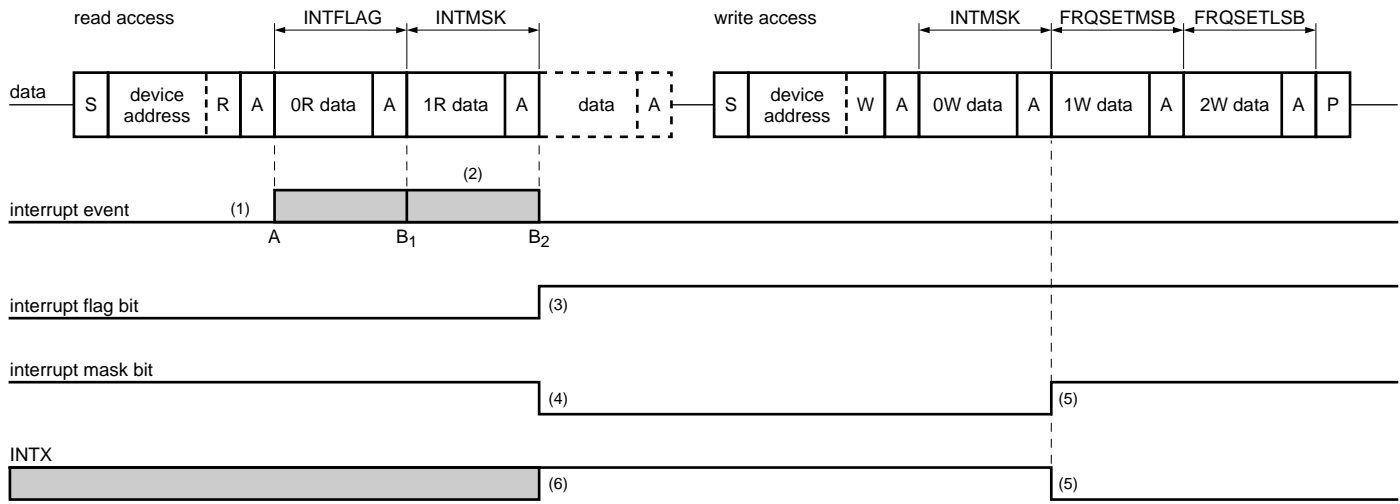 read access INTFLAG INTMSK write access INTMSK FRQSETMSB FRQSETLSB
data S device address R A 0R data A 1R data A data A S device address W A 0W data A 1W data A 2W data A P
(2)
interrupt event (1)
A B1 B2
interrupt flag bit (3)
interrupt mask bit
(4) (5)
INTX
(6) (5)